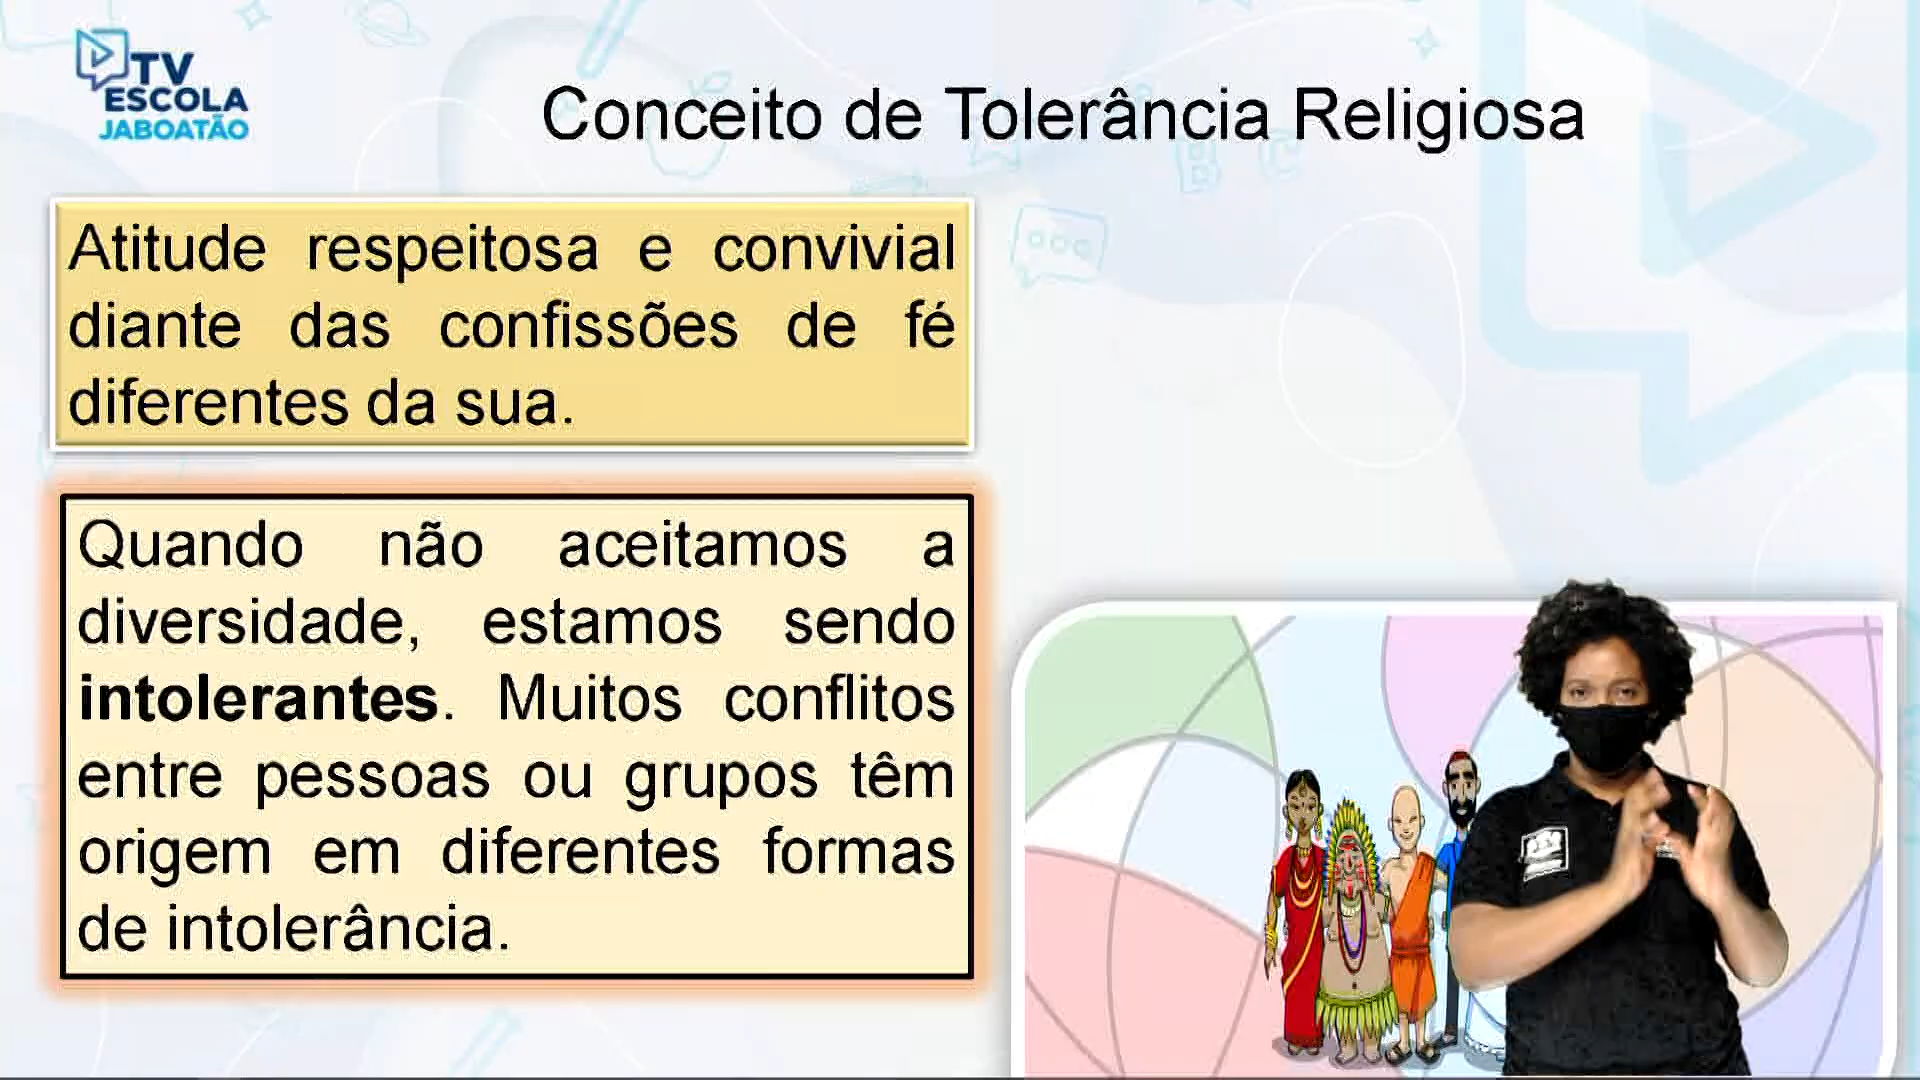 TV
ESCOLA
JABOATÃO
Conceito de Tolerância Religiosa
Atitude respeitosa e convivial
diante das confissões de fé
diferentes da sua.
Quando não aceitamos a
diversidade, estamos sendo
intolerantes. Muitos conflitos
entre pessoas ou grupos têm
origem em diferentes formas
de intolerância.